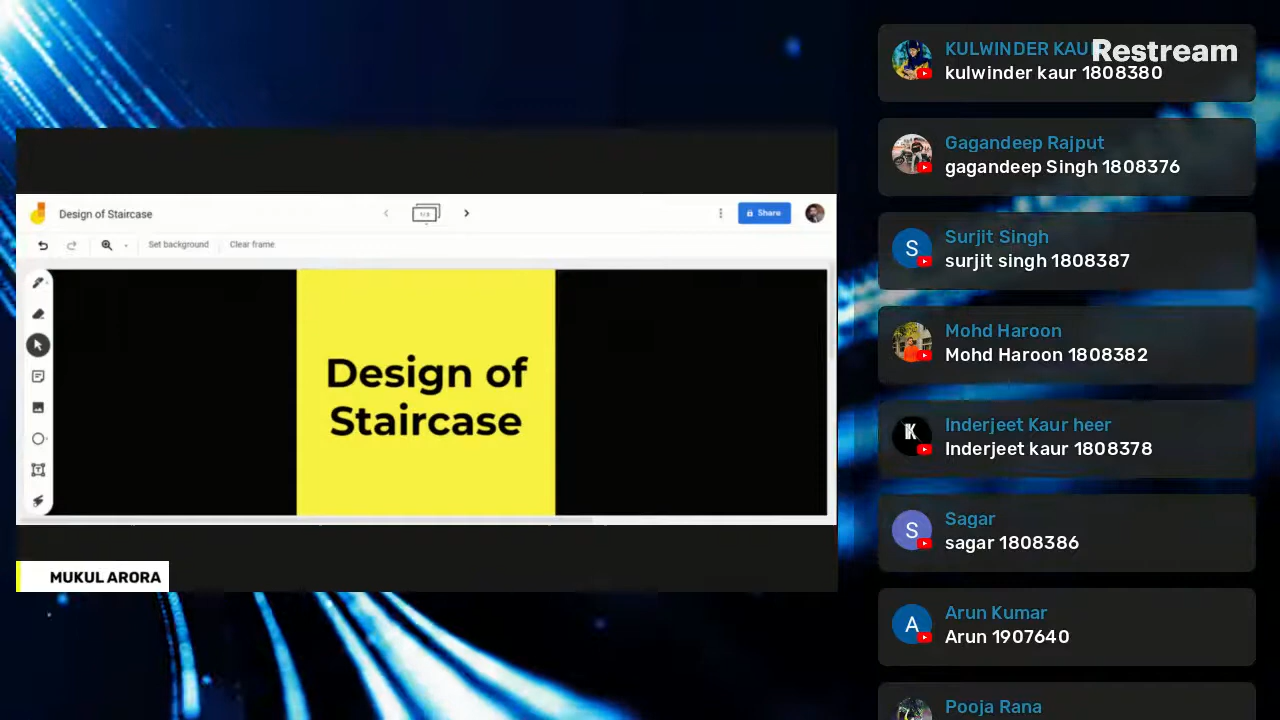 Design of Staircase
1/3
Share
Set background
Clear frame
Design of
Staircase
MUKUL ARORA
Restream
KULWINDER KAU
kulwinder kaur 1808380
Gagandeep Rajput
gagandeep Singh 1808376
S
Surjit Singh
surjit singh 1808387
Mohd Haroon
Mohd Haroon 1808382
K
Inderjeet Kaur heer
Inderjeet kaur 1808378
S
Sagar
sagar 1808386
A
Arun Kumar
Arun 1907640
Pooja Rana